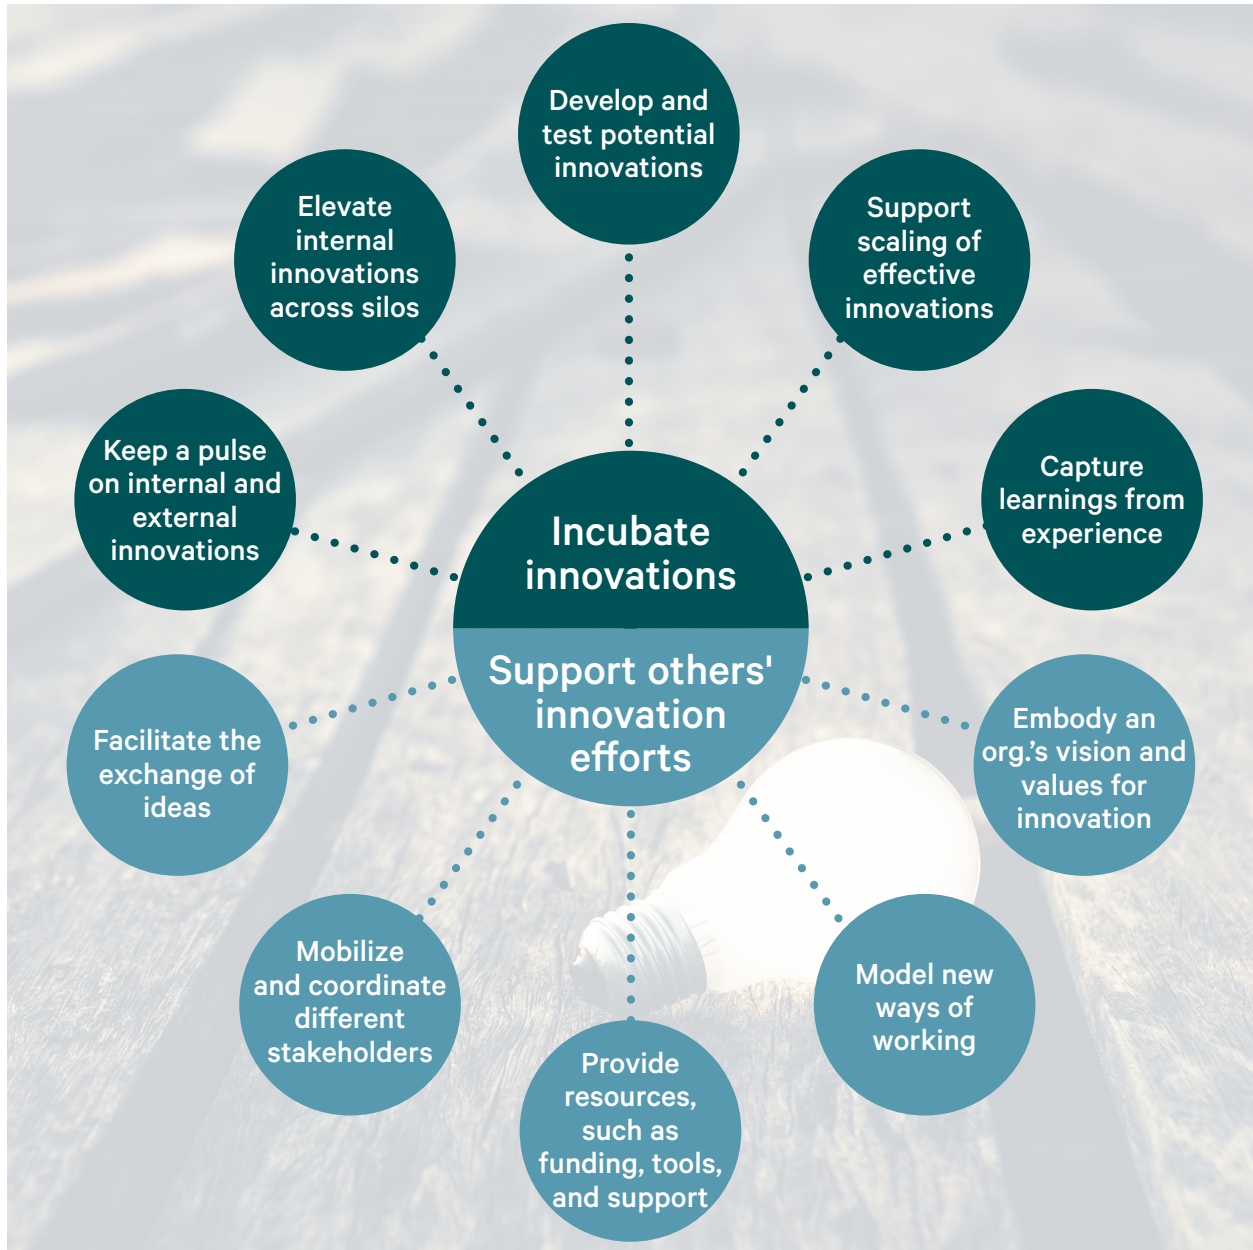 Develop and
test potential
innovations
Elevate
internal
innovations
across silos
Support
scaling of
effective
innovations
Keep a pulse
on internal and
external
innovations
Capture
learnings from
experience
Incubate
innovations
Support others'
innovation
efforts
Facilitate the
exchange of
ideas
Embody an
org.’s vision and
values for
innovation
Mobilize
and coordinate
different
stakeholders
Model new
ways of
working
Provide
resources,
such as
funding, tools,
and support